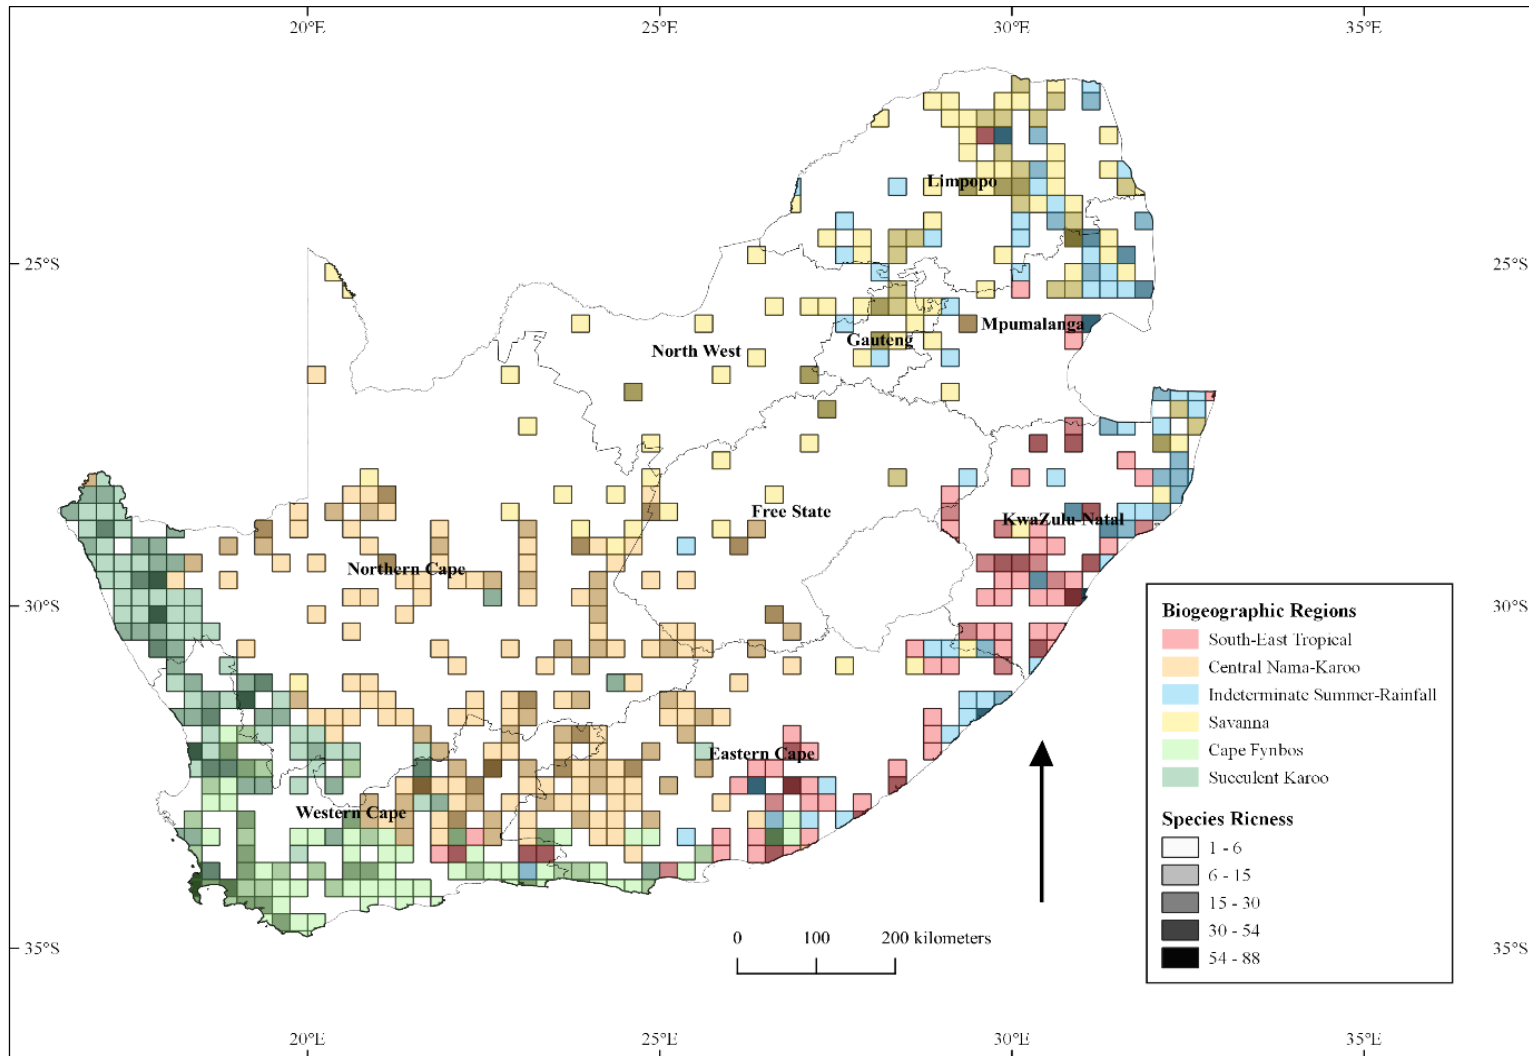 20°E 25°E 30°E 35°E
Limpopo
25°S 25°S
Mpumalanga
Gauteng
North West
Free State
KwaZulu-Natal
Northern Cape
30°S 30°S
Biogeographic Regions
South-East Tropical
Central Nama-Karoo
Indeterminate Summer-Rainfall
Savanna
Cape Fynbos
Succulent Karoo
Eastern Cape
Western Cape
Species Ricness
1 - 6
6 - 15
15 - 30
30 - 54
54 - 88
0 100 200 kilometers
35°S 35°S
20°E 25°E 30°E 35°E